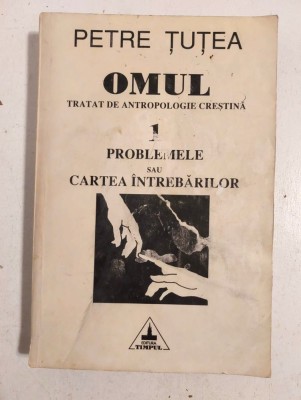 PETRE ȚUȚEA
OMUL
TRATAT DE ANTROPOLOGIE CREȘTINĂ
1
PROBLEMELE
SAU
CARTEA ÎNTREBĂRILOR
EDITURA
TIMPUL